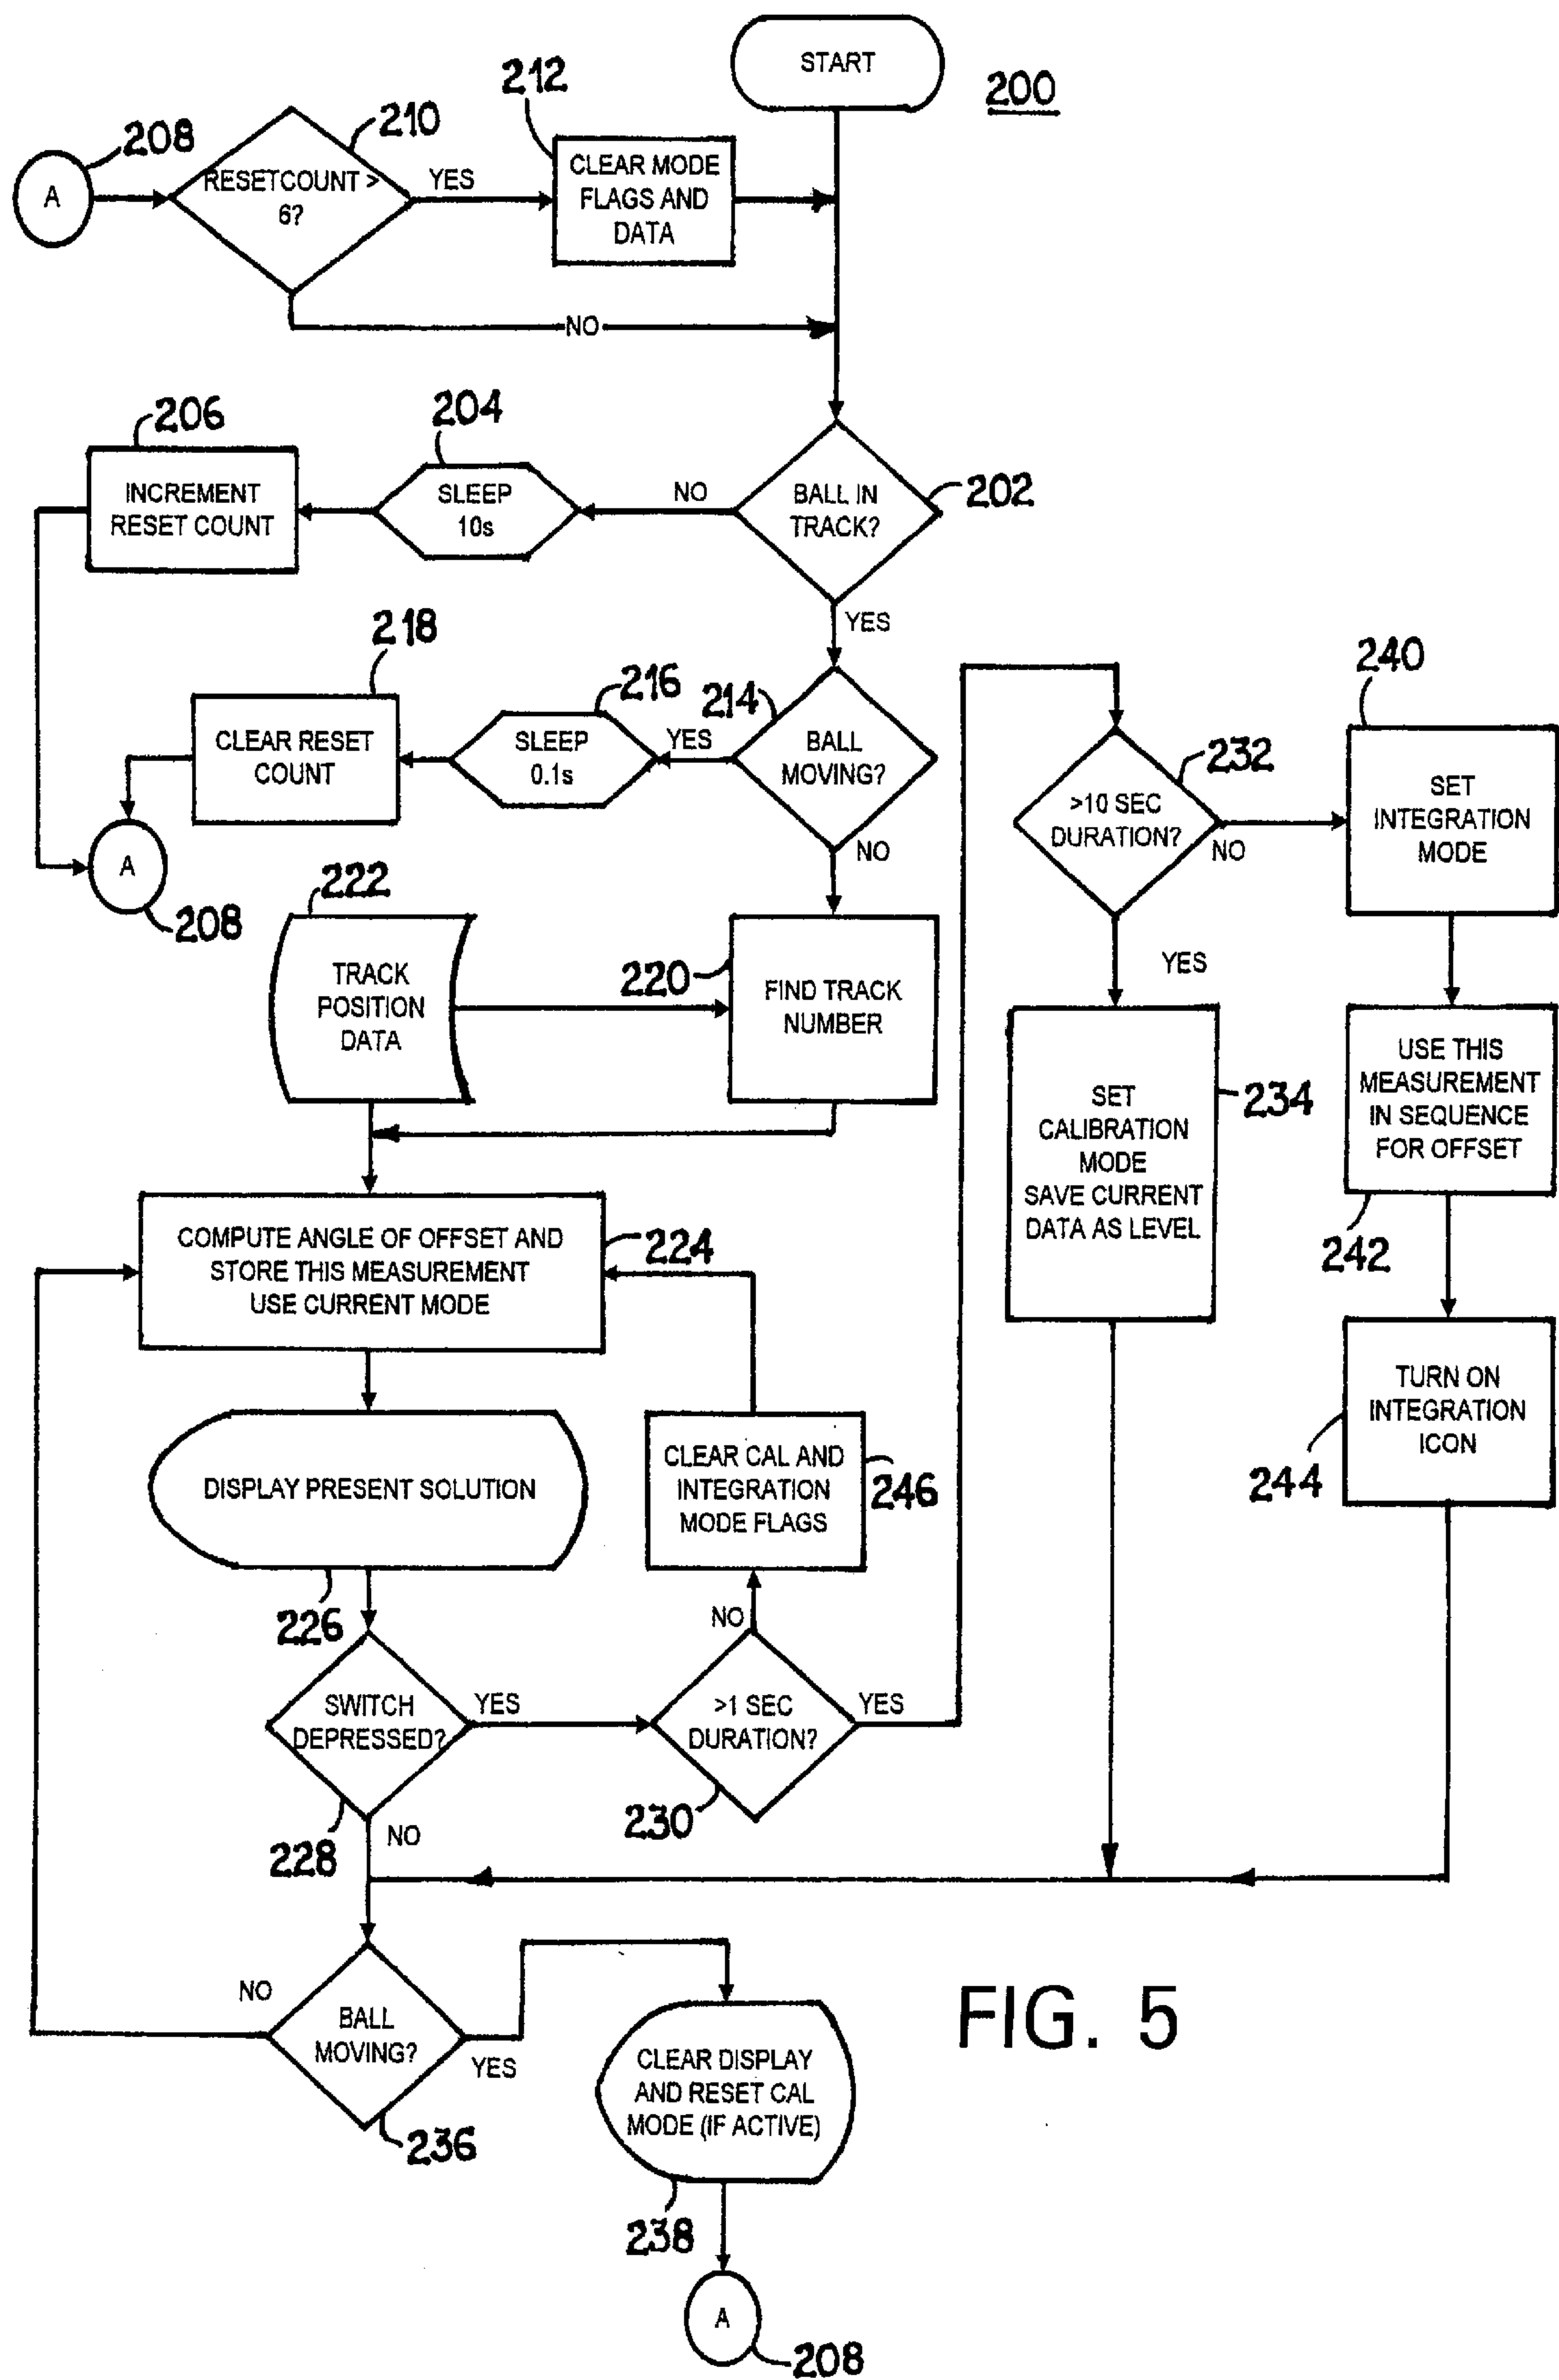 START
200
212
210
208
A
RESETCOUNT >
6?
YES
CLEAR MODE
FLAGS AND
DATA
NO
206
204
INCREMENT
RESET COUNT
SLEEP
10s
NO
BALL IN
TRACK?
202
YES
218
216
214
CLEAR RESET
COUNT
SLEEP
0.1s
YES
BALL
MOVING?
NO
A
208
222
TRACK
POSITION
DATA
220
FIND TRACK
NUMBER
240
232
>10 SEC
DURATION?
NO
YES
SET
INTEGRATION
MODE
SET
CALIBRATION
MODE
SAVE CURRENT
DATA AS LEVEL
234
USE THIS
MEASUREMENT
IN SEQUENCE
FOR OFFSET
242
TURN ON
INTEGRATION
ICON
244
COMPUTE ANGLE OF OFFSET AND
STORE THIS MEASUREMENT
USE CURRENT MODE
224
DISPLAY PRESENT SOLUTION
226
CLEAR CAL AND
INTEGRATION
MODE FLAGS
246
NO
SWITCH
DEPRESSED?
YES
228
NO
>1 SEC
DURATION?
YES
230
NO
BALL
MOVING?
YES
236
CLEAR DISPLAY
AND RESET CAL
MODE (IF ACTIVE)
238
A
208
FIG. 5